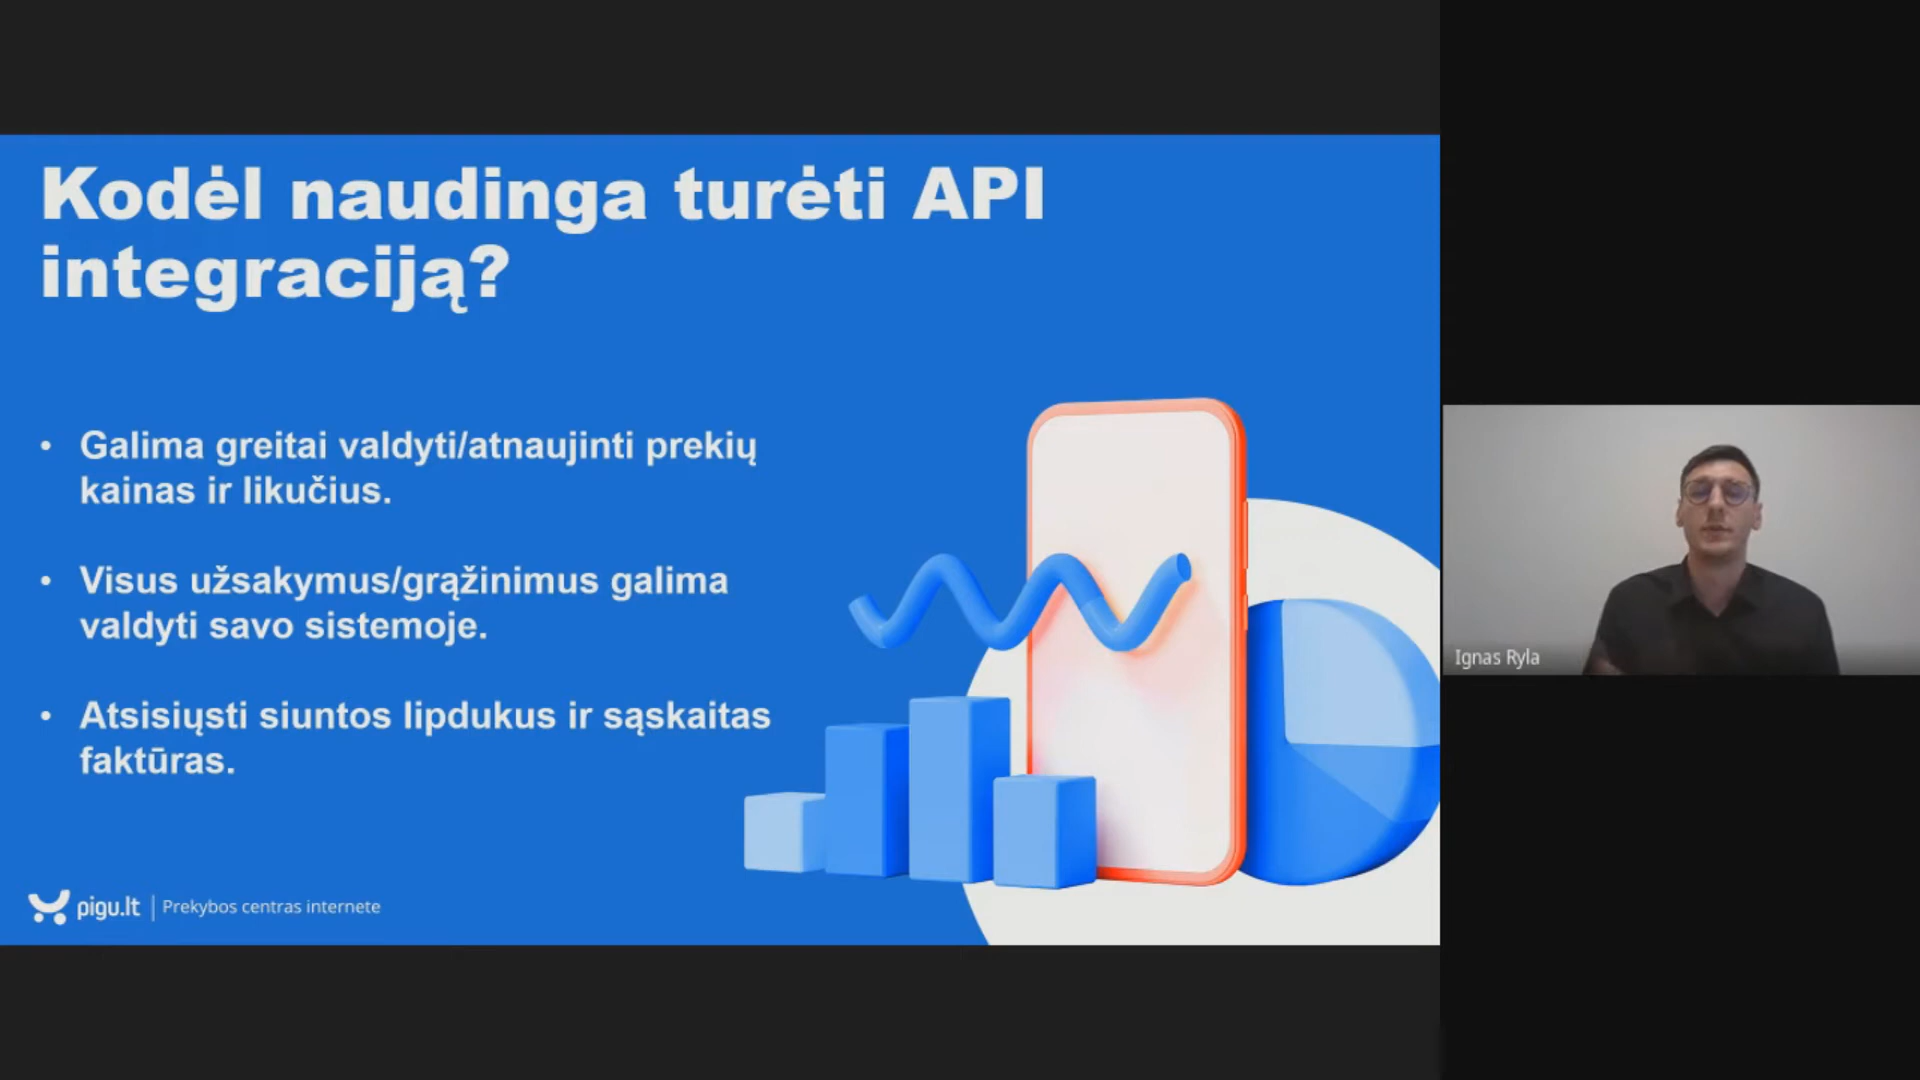 Kodėl naudinga turėti API
integraciją?
• Galima greitai valdyti/atnaujinti prekių
kainas ir likučius.
• Visus užsakymus/grąžinimus galima
valdyti savo sistemoje.
• Atsisiųsti siuntos lipdukus ir sąskaitas
faktūras.
pigu.lt | Prekybos centras internete
Ignas Ryla